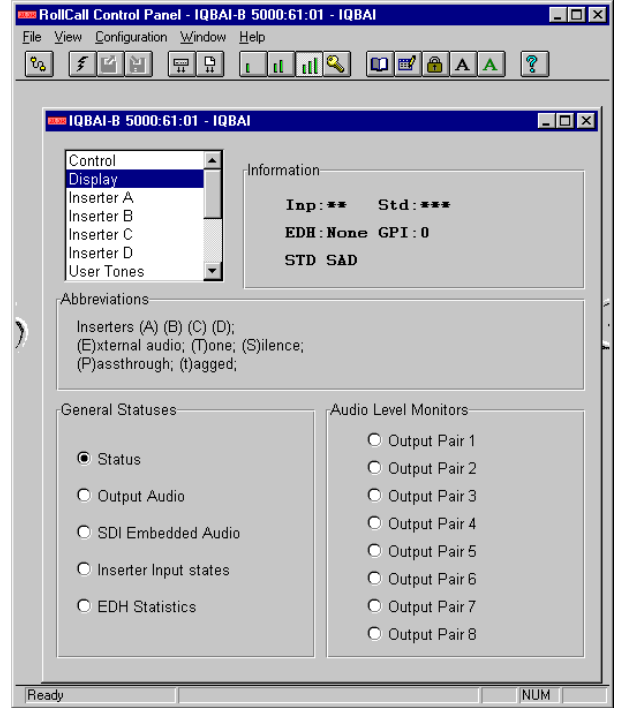 RollCall Control Panel - IQBAI-B 5000:61:01 - IQBAI
File View Configuration Window Help
A A ?
IQBAI-B 5000:61:01 - IQBAI
Control
Display
Inserter A
Inserter B
Inserter C
Inserter D
User Tones
Information
Inp:** Std:***
EDH:None GPI:0
STD SAD
Abbreviations
Inserters (A) (B) (C) (D);
(E)xternal audio; (T)one; (S)ilence;
(P)assthrough; (t)agged;
General Statuses
Status
Output Audio
SDI Embedded Audio
Inserter Input states
EDH Statistics
Audio Level Monitors
Output Pair 1
Output Pair 2
Output Pair 3
Output Pair 4
Output Pair 5
Output Pair 6
Output Pair 7
Output Pair 8
Ready NUM